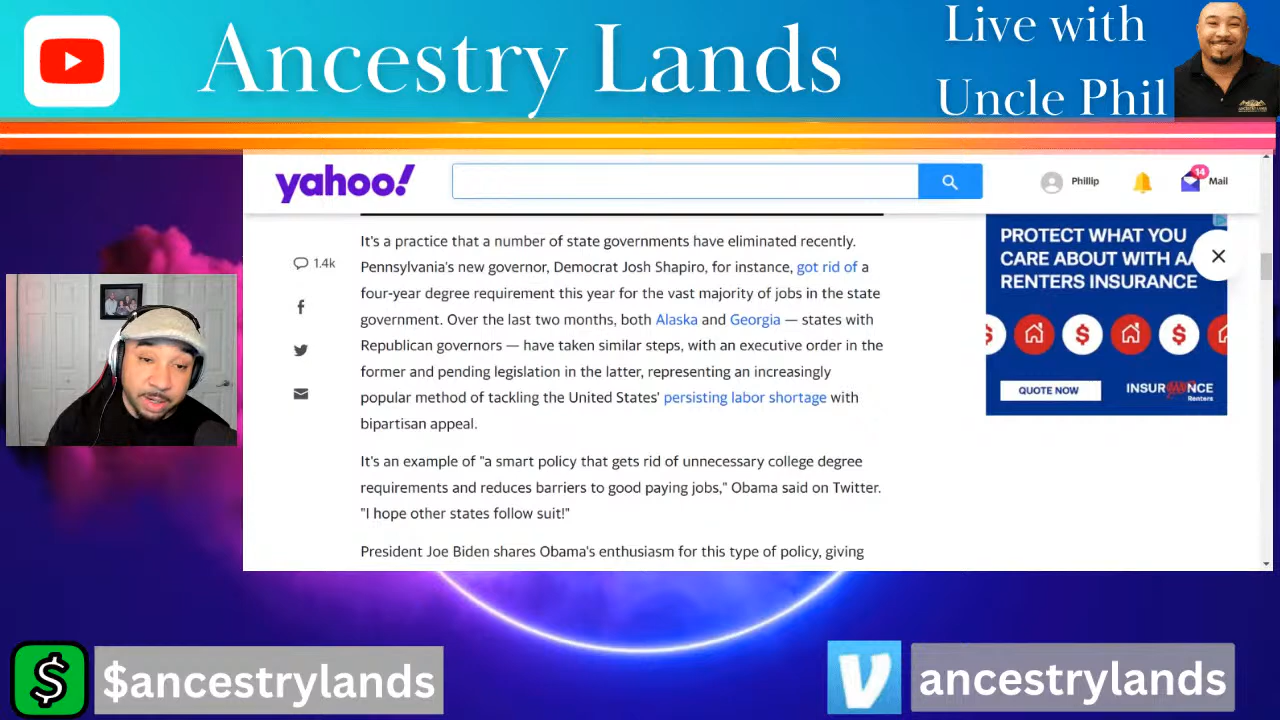 Ancestry Lands
Live with
Uncle Phil
yahoo!
Phillip
14
Mail
1.4k
It's a practice that a number of state governments have eliminated recently.
Pennsylvania's new governor, Democrat Josh Shapiro, for instance, got rid of a
four-year degree requirement this year for the vast majority of jobs in the state
government. Over the last two months, both Alaska and Georgia — states with
Republican governors — have taken similar steps, with an executive order in the
former and pending legislation in the latter, representing an increasingly
popular method of tackling the United States' persisting labor shortage with
bipartisan appeal.
It's an example of "a smart policy that gets rid of unnecessary college degree
requirements and reduces barriers to good paying jobs," Obama said on Twitter.
"I hope other states follow suit!"
President Joe Biden shares Obama's enthusiasm for this type of policy, giving
PROTECT WHAT YOU
CARE ABOUT WITH
RENTERS INSURANCE
QUOTE NOW
INSURANCE
Renters
$ancestrylands
ancestrylands